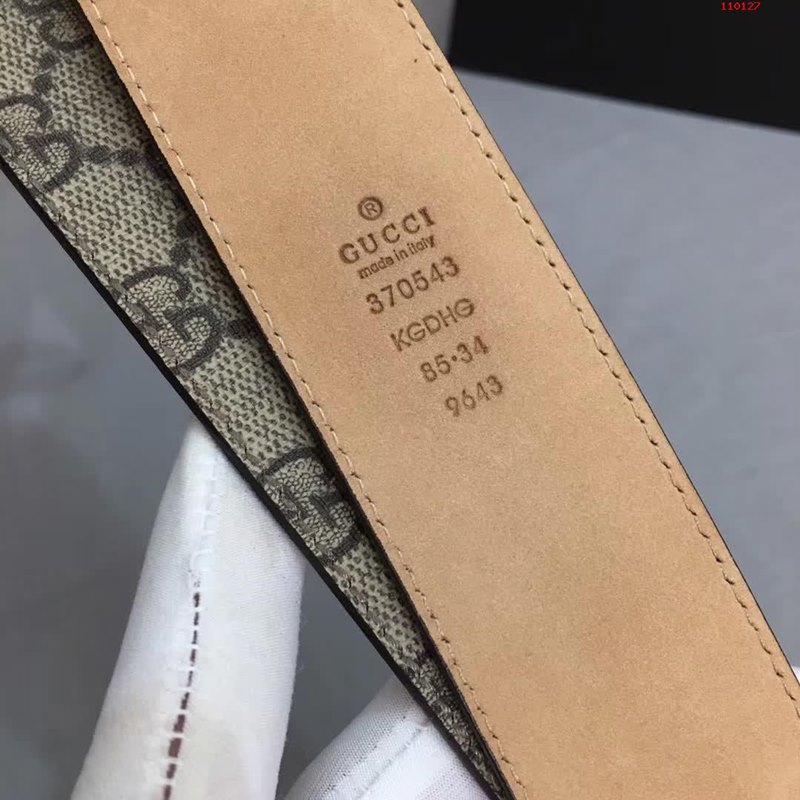 110127
®
GUCCI
made in italy
370543
KGDHG
85·34
9643